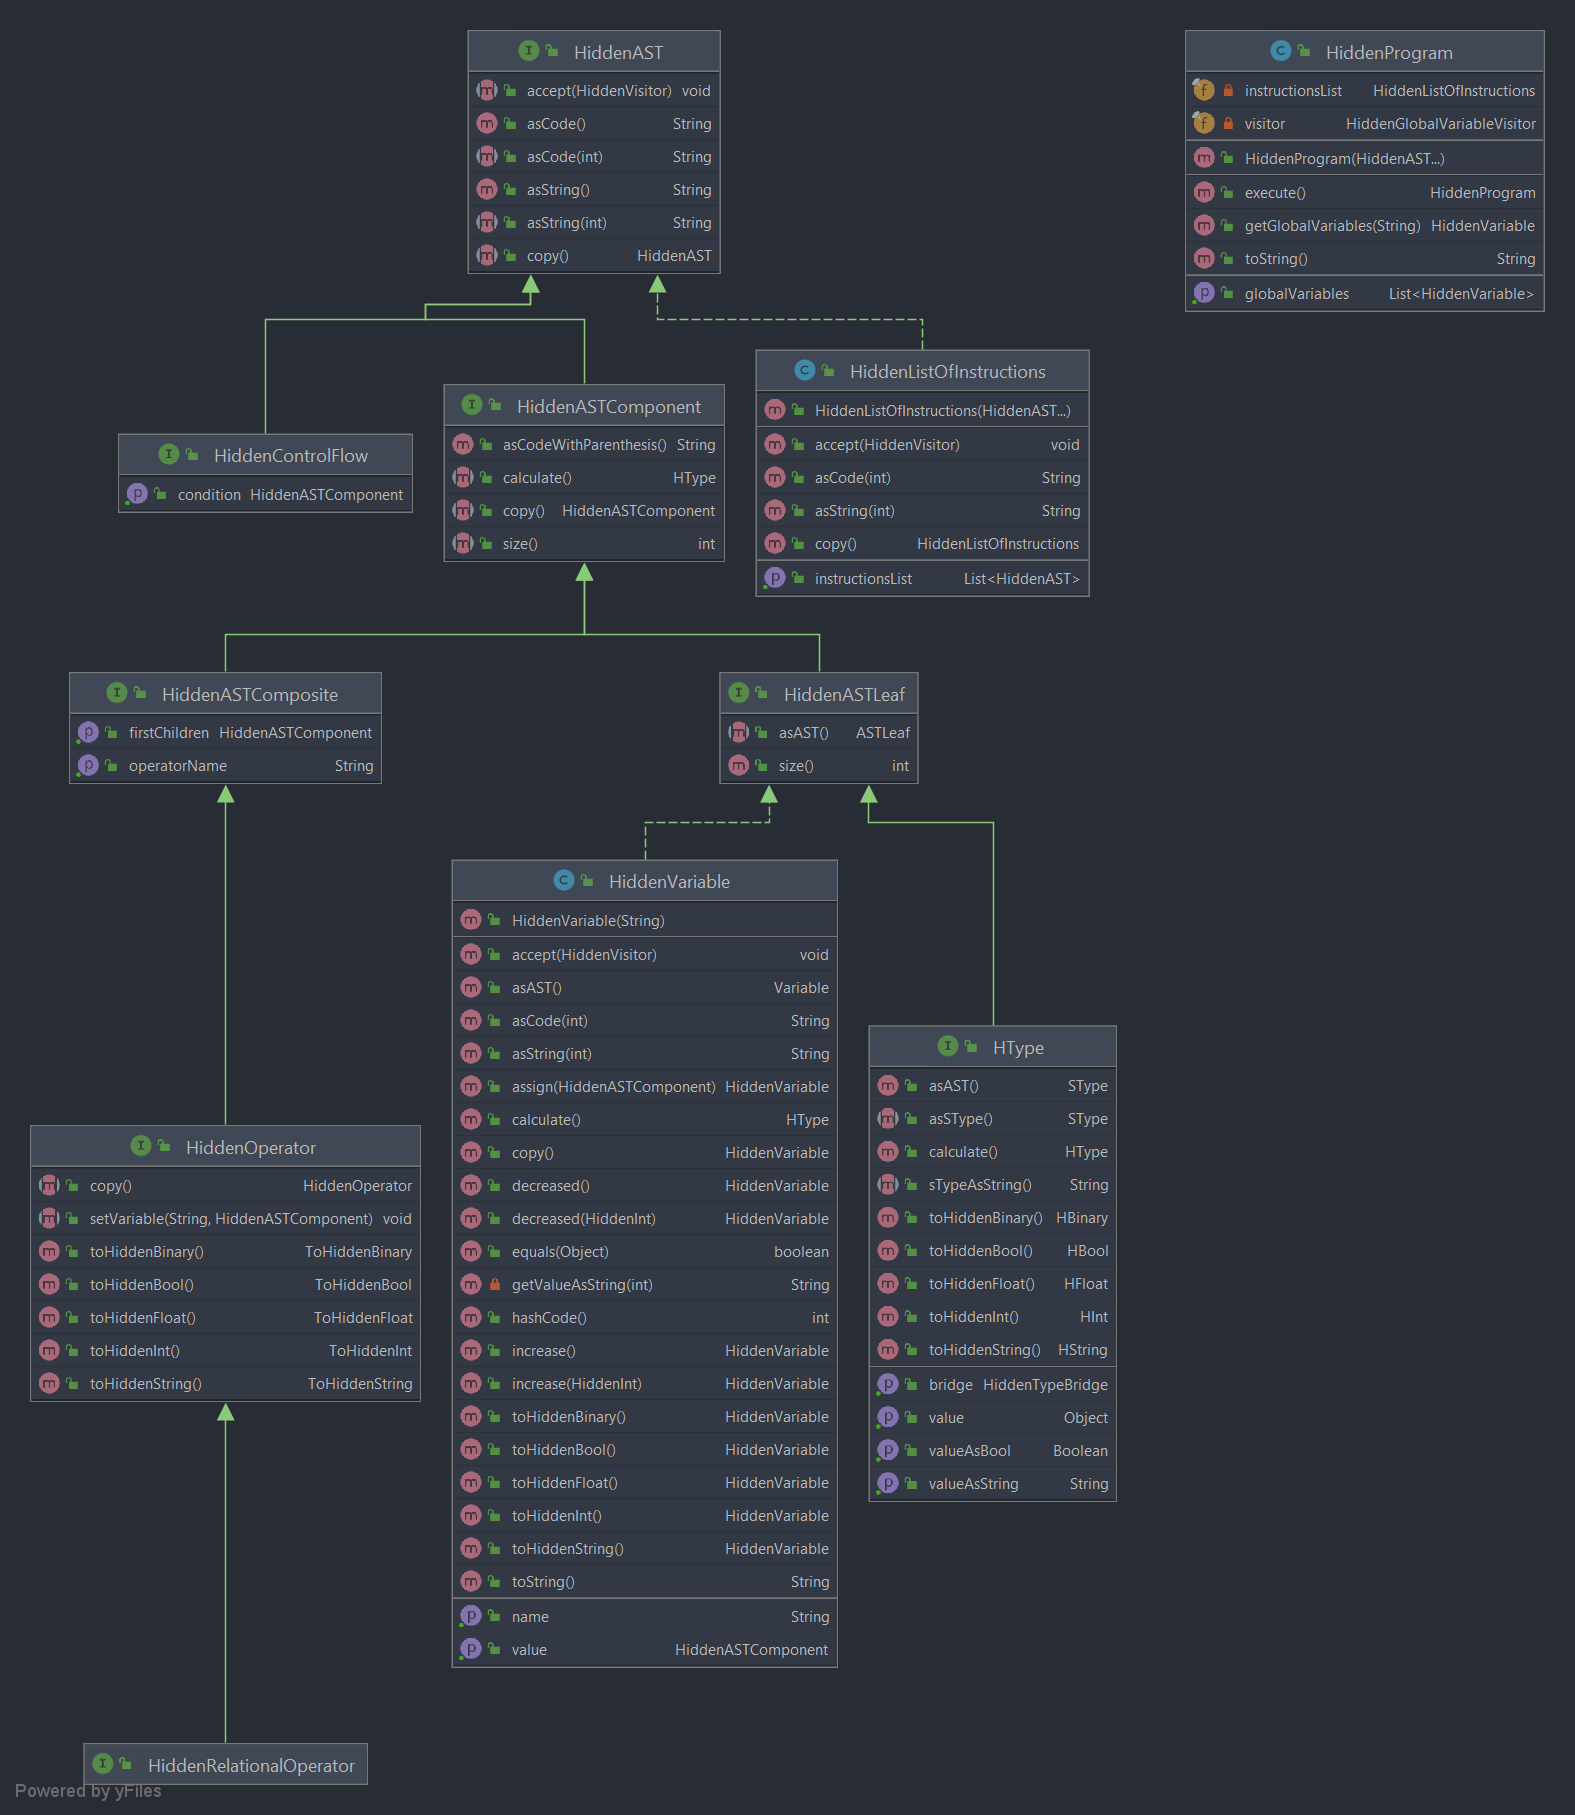 HiddenAST
accept(HiddenVisitor) void
asCode() String
asCode(int) String
asString() String
asString(int) String
copy() HiddenAST
HiddenProgram
instructionsList HiddenListOfInstructions
visitor HiddenGlobalVariableVisitor
HiddenProgram(HiddenAST...)
execute() HiddenProgram
getGlobalVariables(String) HiddenVariable
toString() String
globalVariables List<HiddenVariable>
HiddenListOfInstructions
HiddenListOfInstructions(HiddenAST...)
accept(HiddenVisitor) void
asCode(int) String
asString(int) String
copy() HiddenListOfInstructions
instructionsList List<HiddenAST>
HiddenASTComponent
asCodeWithParenthesis() String
calculate() HType
copy() HiddenASTComponent
size() int
HiddenControlFlow
condition HiddenASTComponent
HiddenASTComposite
firstChildren HiddenASTComponent
operatorName String
HiddenASTLeaf
asAST() ASTLeaf
size() int
HiddenVariable
HiddenVariable(String)
accept(HiddenVisitor) void
asAST() Variable
asCode(int) String
asString(int) String
assign(HiddenASTComponent) HiddenVariable
calculate() HType
copy() HiddenVariable
decreased() HiddenVariable
decreased(HiddenInt) HiddenVariable
equals(Object) boolean
getValueAsString(int) String
hashCode() int
increase() HiddenVariable
increase(HiddenInt) HiddenVariable
toHiddenBinary() HiddenVariable
toHiddenBool() HiddenVariable
toHiddenFloat() HiddenVariable
toHiddenInt() HiddenVariable
toHiddenString() HiddenVariable
toString() String
name String
value HiddenASTComponent
HType
asAST() SType
asSType() SType
calculate() HType
sTypeAsString() String
toHiddenBinary() HBinary
toHiddenBool() HBool
toHiddenFloat() HFloat
toHiddenInt() HInt
toHiddenString() HString
bridge HiddenTypeBridge
value Object
valueAsBool Boolean
valueAsString String
HiddenOperator
copy() HiddenOperator
setVariable(String, HiddenASTComponent) void
toHiddenBinary() ToHiddenBinary
toHiddenBool() ToHiddenBool
toHiddenFloat() ToHiddenFloat
toHiddenInt() ToHiddenInt
toHiddenString() ToHiddenString
HiddenRelationalOperator
Powered by yFiles